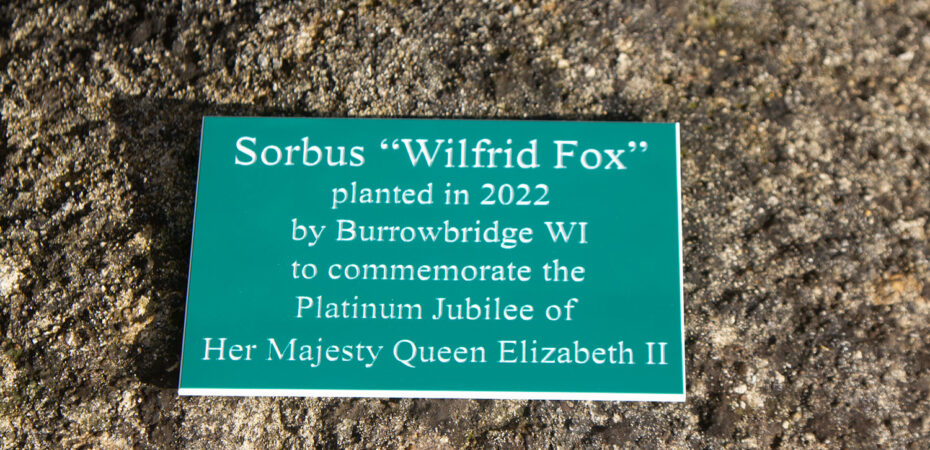 Sorbus “Wilfrid Fox”
planted in 2022
by Burrowbridge WI
to commemorate the
Platinum Jubilee of
Her Majesty Queen Elizabeth II